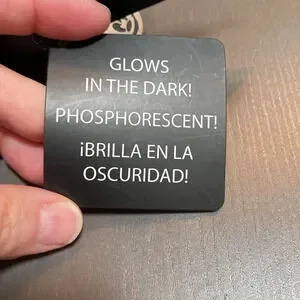 GLOWS
IN THE DARK!
PHOSPHORESCENT!
¡BRILLA EN LA
OSCURIDAD!